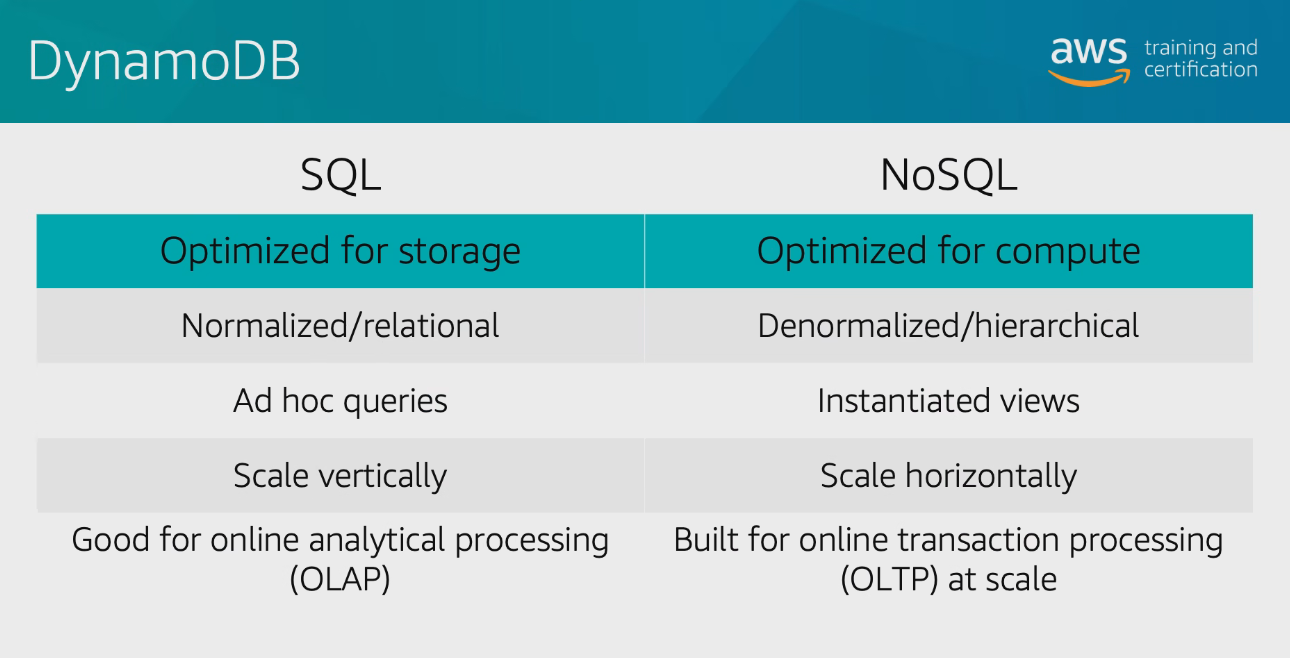 DynamoDB
aws training and
certification
SQL NoSQL
Optimized for storage Optimized for compute
Normalized/relational Denormalized/hierarchical
Ad hoc queries Instantiated views
Scale vertically Scale horizontally
Good for online analytical processing
(OLAP)
Built for online transaction processing
(OLTP) at scale